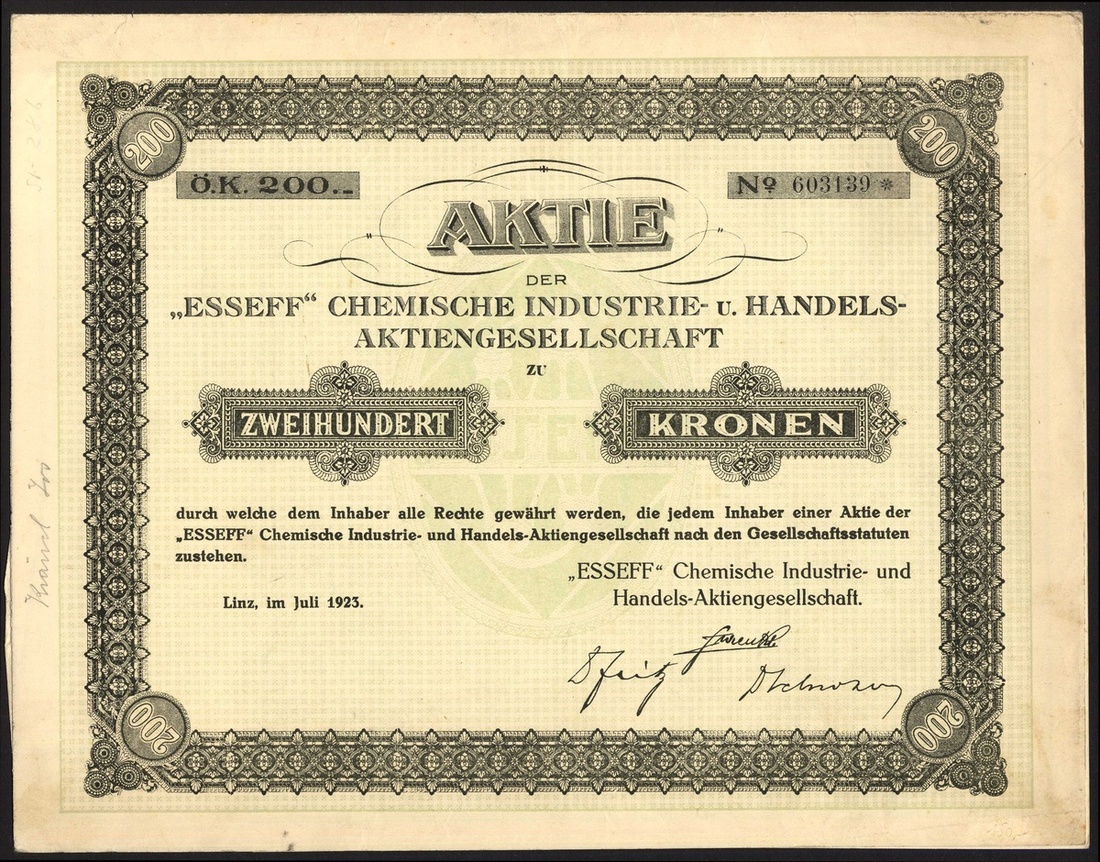 200
200
Ö.K. 200.–
Nº 603139 *
AKTIE
DER
„ESSEFF“ CHEMISCHE INDUSTRIE- u. HANDELS-
AKTIENGESELLSCHAFT
ZU
ZWEIHUNDERT
KRONEN
durch welche dem Inhaber alle Rechte gewährt werden, die jedem Inhaber einer Aktie der
„ESSEFF“ Chemische Industrie- und Handels-Aktiengesellschaft nach den Gesellschaftsstatuten
zustehen.
„ESSEFF“ Chemische Industrie- und
Handels-Aktiengesellschaft.
Linz, im Juli 1923.
200
200